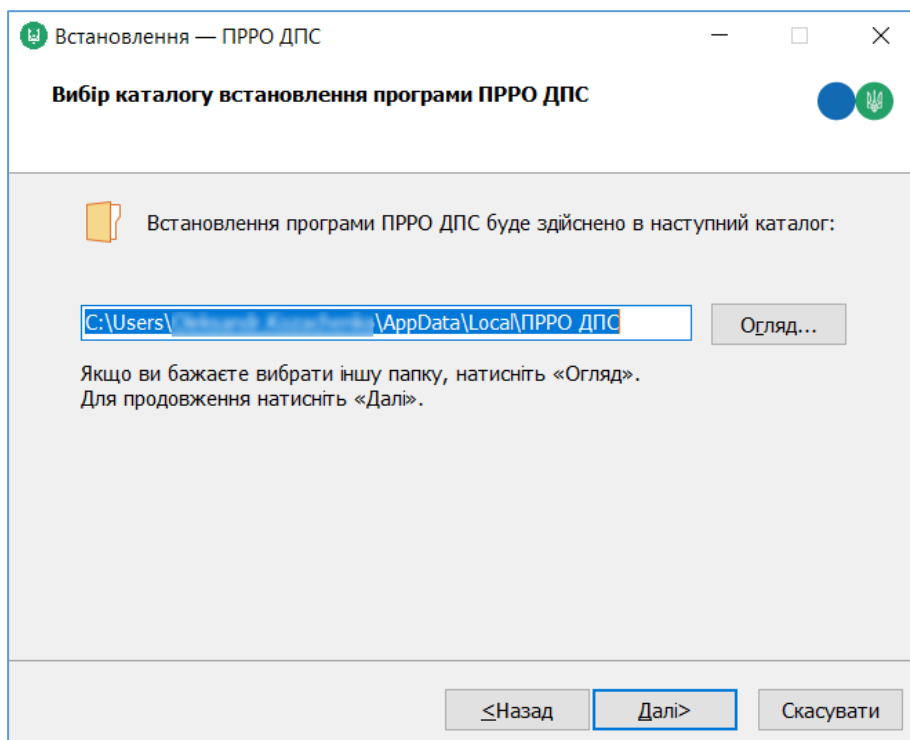 Встановлення — ПРРО ДПС
Вибір каталогу встановлення програми ПРРО ДПС
Встановлення програми ПРРО ДПС буде здійснено в наступний каталог:
C:\Users\ \AppData\Local\ПРРО ДПС
Огляд...
Якщо ви бажаєте вибрати іншу папку, натисніть «Огляд».
Для продовження натисніть «Далі».
<Назад
Далі>
Скасувати